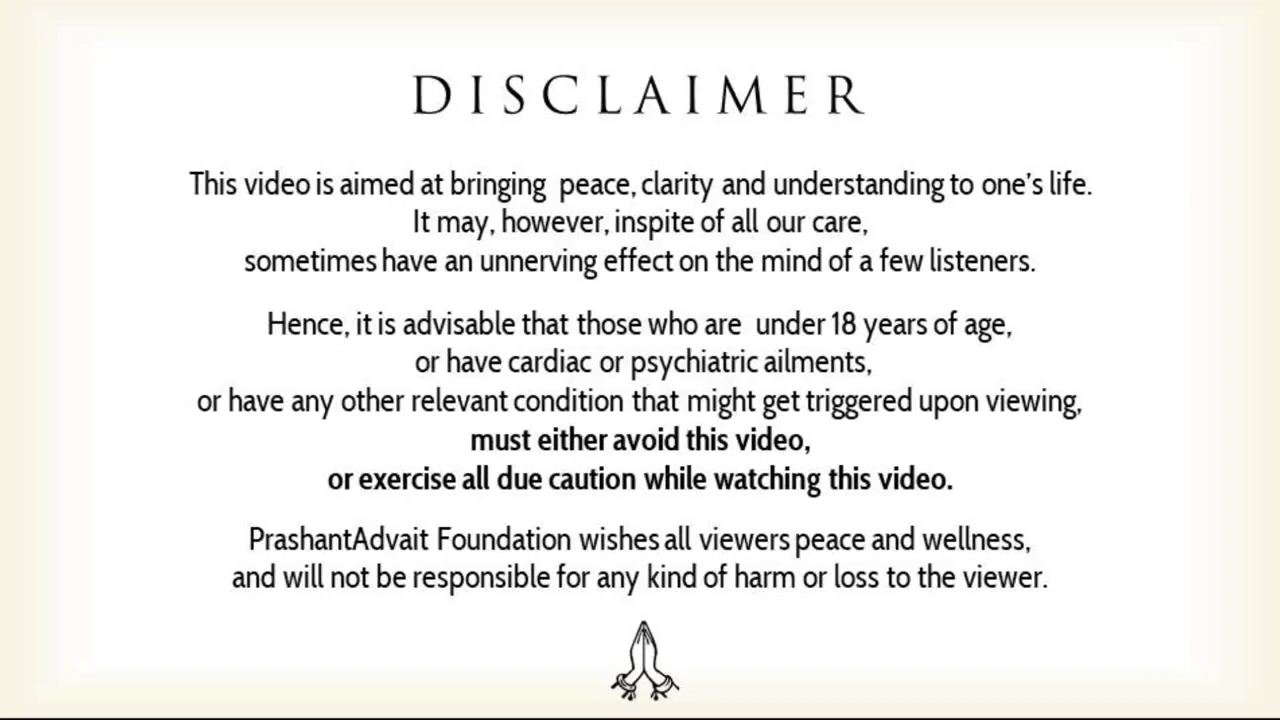 DISCLAIMER
This video is aimed at bringing peace, clarity and understanding to one's life.
It may, however, inspite of all our care,
sometimes have an unnerving effect on the mind of a few listeners.
Hence, it is advisable that those who are under 18 years of age,
or have cardiac or psychiatric ailments,
or have any other relevant condition that might get triggered upon viewing,
must either avoid this video,
or exercise all due caution while watching this video.
PrashantAdvait Foundation wishes all viewers peace and wellness,
and will not be responsible for any kind of harm or loss to the viewer.